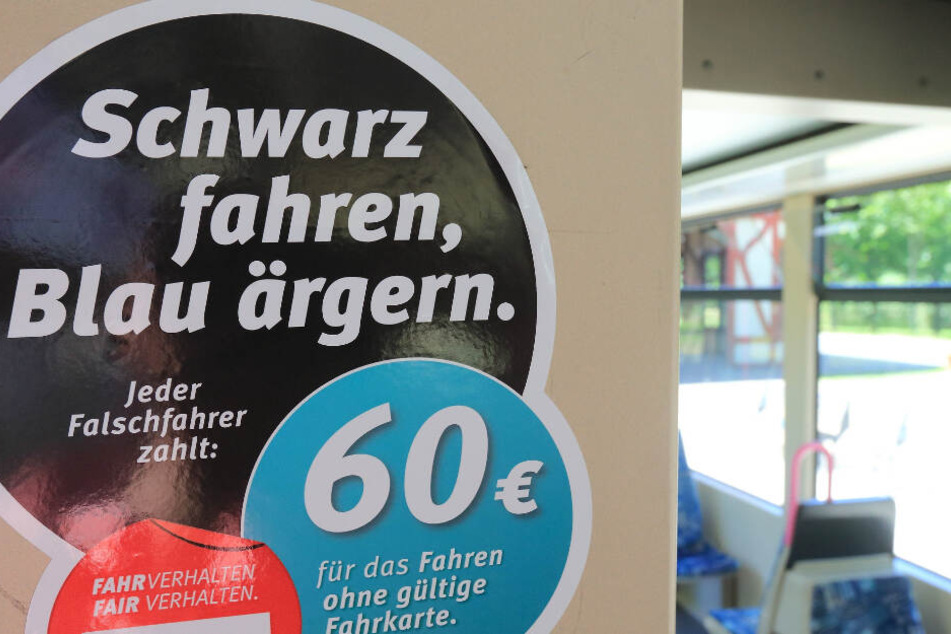 Schwarz
fahren,
Blau ärgern.
Jeder
Falschfahrer
zahlt:
60€
für das Fahren
ohne gültige
Fahrkarte.
FAHRVERHALTEN
FAIR VERHALTEN.